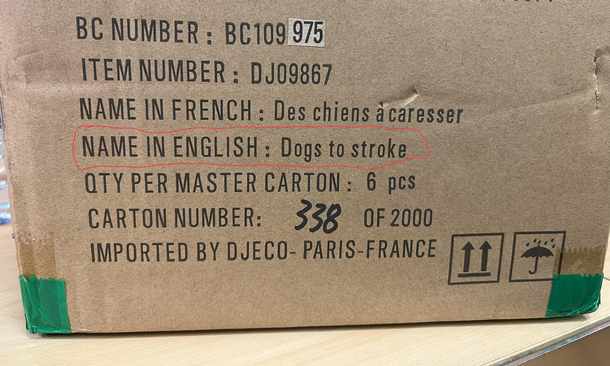 BC NUMBER : BC109 975
ITEM NUMBER : DJ09867
NAME IN FRENCH : Des chiens à caresser
NAME IN ENGLISH : Dogs to stroke
QTY PER MASTER CARTON : 6 pcs
CARTON NUMBER: 338 OF 2000
IMPORTED BY DJECO- PARIS-FRANCE